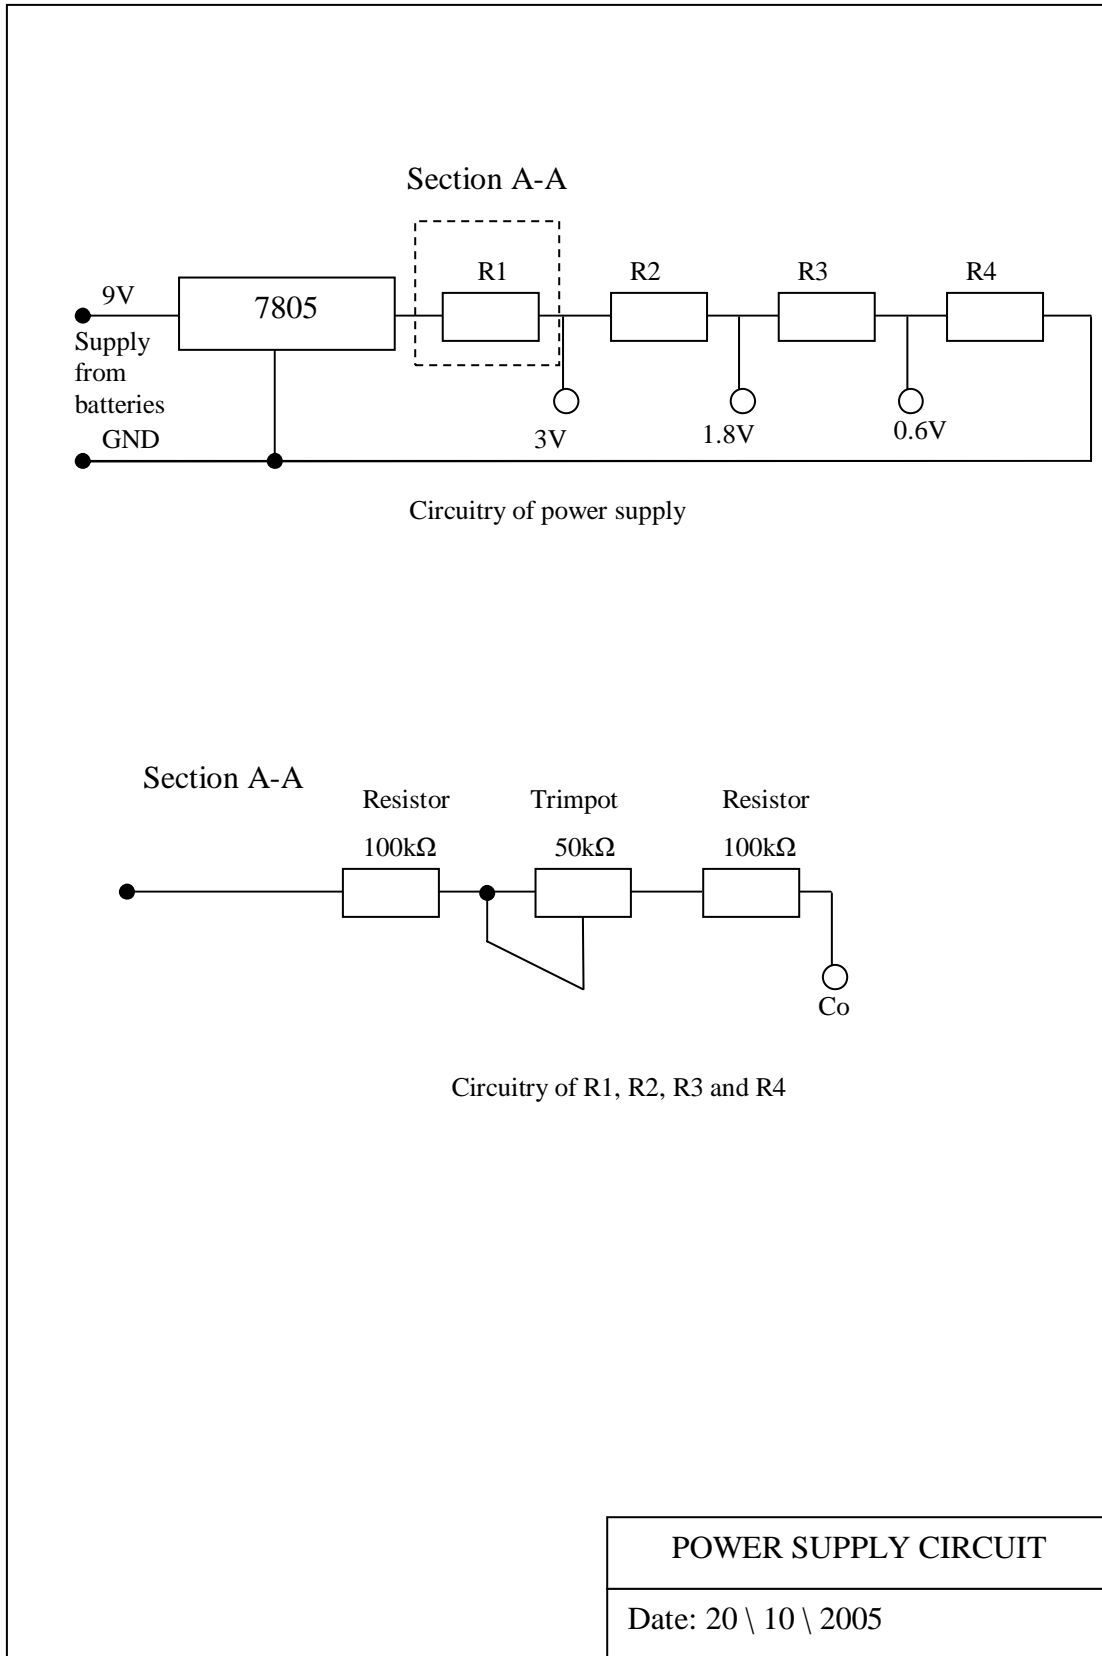 Section A-A
R1
R2
R3
R4
9V
7805
Supply
from
batteries
GND
3V
1.8V
0.6V
Circuitry of power supply
Section A-A
Resistor
Trimpot
Resistor
100kΩ
50kΩ
100kΩ
Co
Circuitry of R1, R2, R3 and R4
POWER SUPPLY CIRCUIT
Date: 20 \ 10 \ 2005